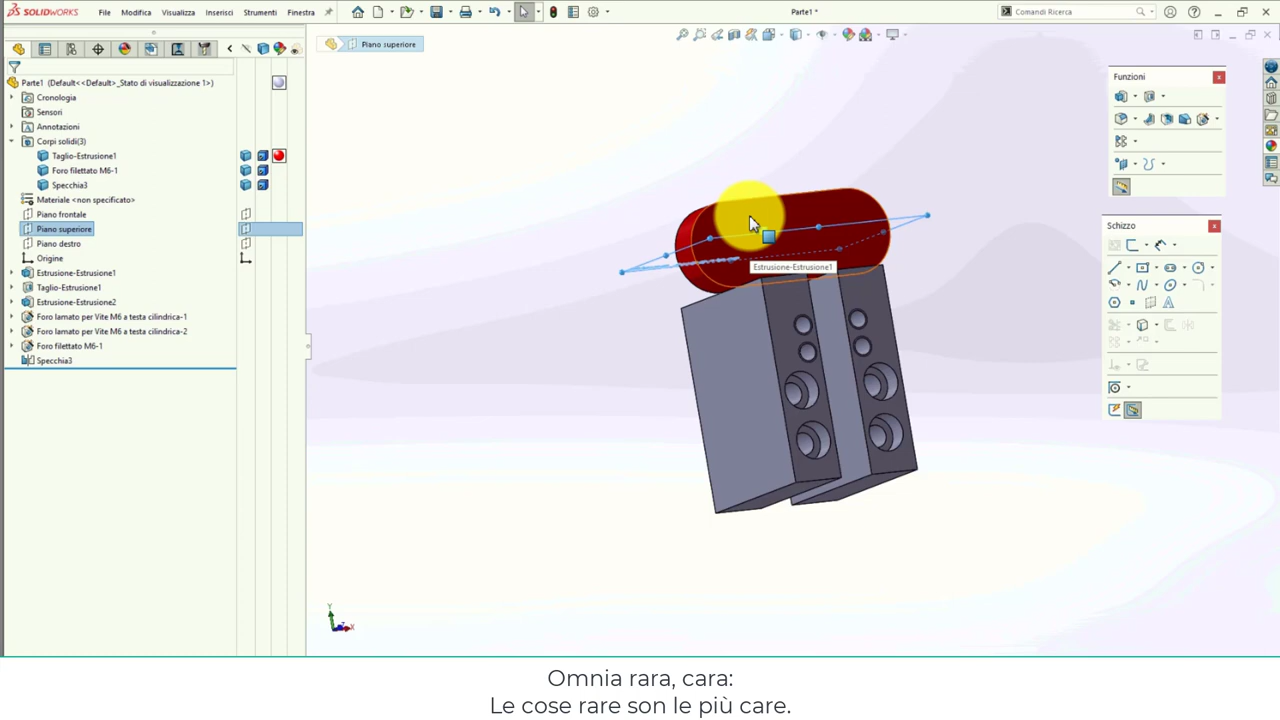 SOLIDWORKS
File
Modifica
Visualizza
Inserisci
Strumenti
Finestra
Parte1 *
Comandi Ricerca
Piano superiore
Parte1 (Default<<Default>_Stato di visualizzazione 1>)
Cronologia
Sensori
Annotazioni
Corpi solidi(3)
Taglio-Estrusione1
Foro filettato M6-1
Specchia3
Materiale <non specificato>
Piano frontale
Piano superiore
Piano destro
Origine
Estrusione-Estrusione1
Taglio-Estrusione1
Estrusione-Estrusione2
Foro lamato per Vite M6 a testa cilindrica-1
Foro lamato per Vite M6 a testa cilindrica-2
Foro filettato M6-1
Specchia3
Estrusione-Estrusione1
Funzioni
Schizzo
Y
Z
X
Omnia rara, cara:
Le cose rare son le più care.